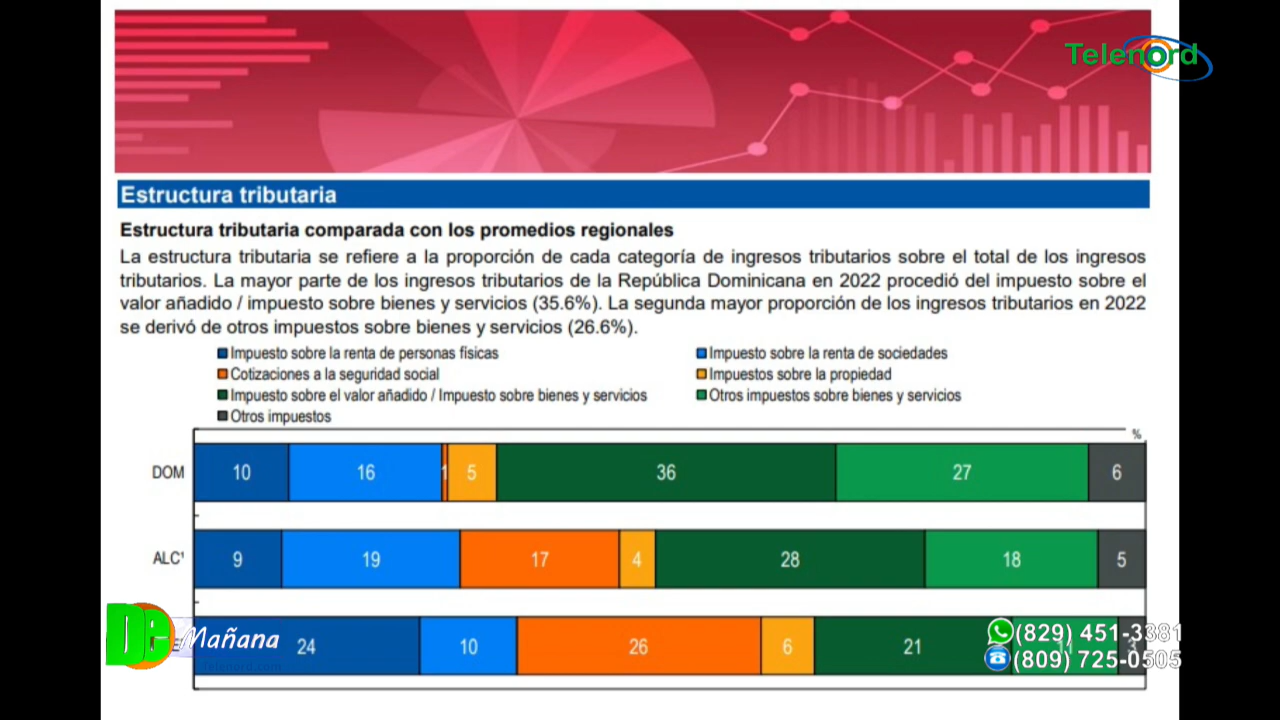 Telenord
Estructura tributaria
Estructura tributaria comparada con los promedios regionales
La estructura tributaria se refiere a la proporción de cada categoría de ingresos tributarios sobre el total de los ingresos
tributarios. La mayor parte de los ingresos tributarios de la República Dominicana en 2022 procedió del impuesto sobre el
valor añadido / impuesto sobre bienes y servicios (35.6%). La segunda mayor proporción de los ingresos tributarios en 2022
se derivó de otros impuestos sobre bienes y servicios (26.6%).
Impuesto sobre la renta de personas físicas
Impuesto sobre la renta de sociedades
Cotizaciones a la seguridad social
Impuestos sobre la propiedad
Impuesto sobre el valor añadido / Impuesto sobre bienes y servicios
Otros impuestos sobre bienes y servicios
Otros impuestos
%
DOM 10 16 1 5 36 27 6
ALC¹ 9 19 17 4 28 18 5
24 10 26 6 21
De Mañana
telenord.com
(829) 451-3381
(809) 725-0505